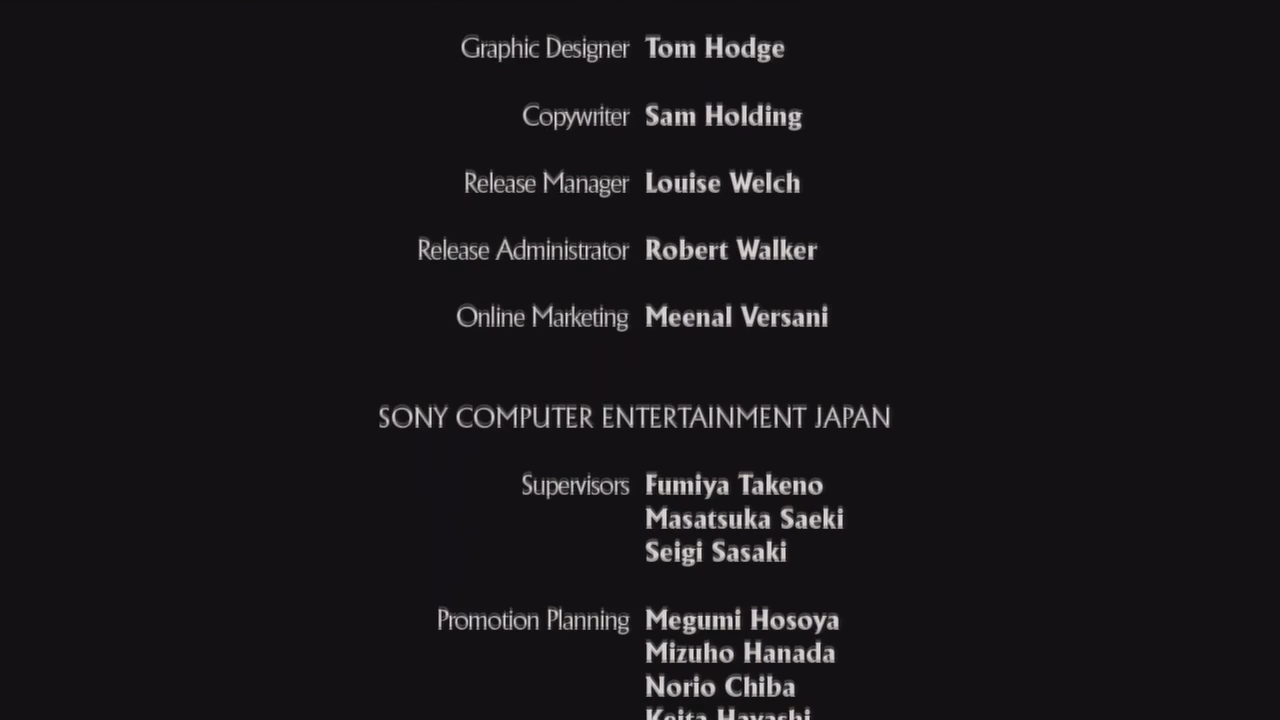 Graphic Designer Tom Hodge
Copywriter Sam Holding
Release Manager Louise Welch
Release Administrator Robert Walker
Online Marketing Meenal Versani
SONY COMPUTER ENTERTAINMENT JAPAN
Supervisors Fumiya Takeno
Masatsuka Saeki
Seigi Sasaki
Promotion Planning Megumi Hosoya
Mizuho Hanada
Norio Chiba
Keita Hayashi